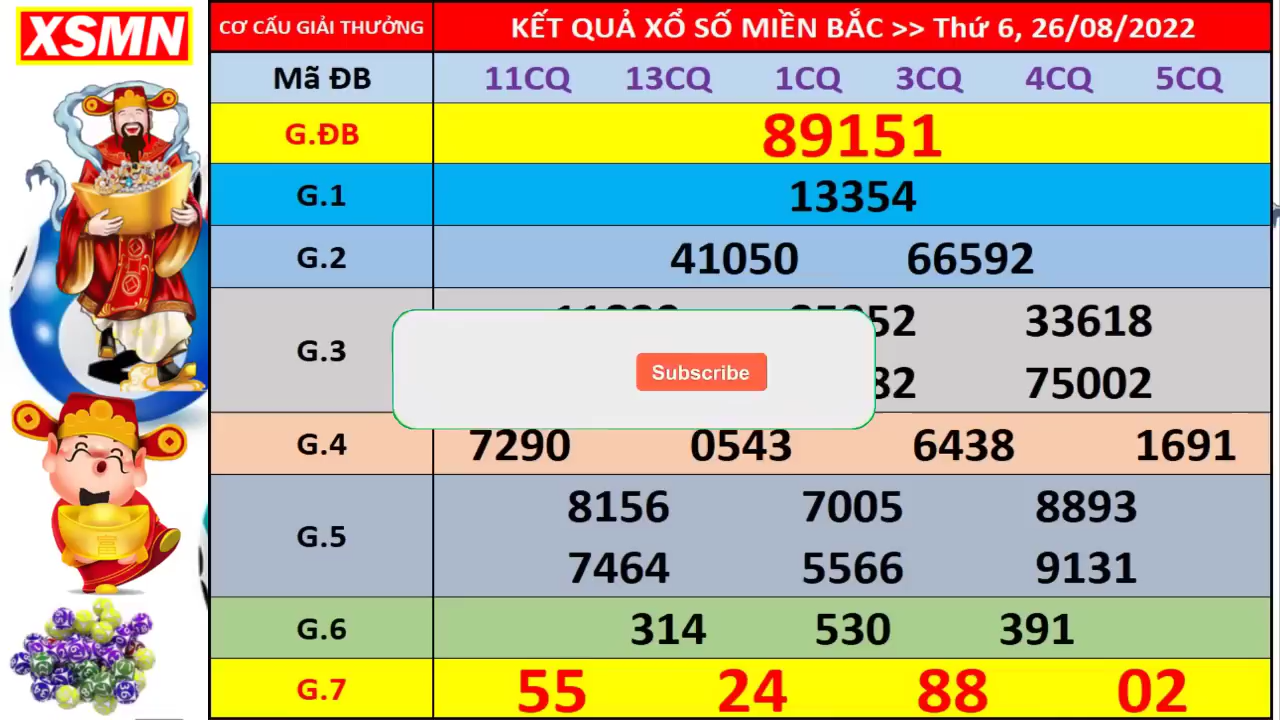 XSMN
CƠ CẤU GIẢI THƯỞNG KẾT QUẢ XỔ SỐ MIỀN BẮC >> Thứ 6, 26/08/2022
Mã ĐB 11CQ 13CQ 1CQ 3CQ 4CQ 5CQ
G.ĐB 89151
G.1 13354
G.2 41050 66592
33618
G.3
Subscribe
75002
G.4 7290 0543 6438 1691
8156 7005 8893
G.5
7464 5566 9131
G.6 314 530 391
G.7 55 24 88 02